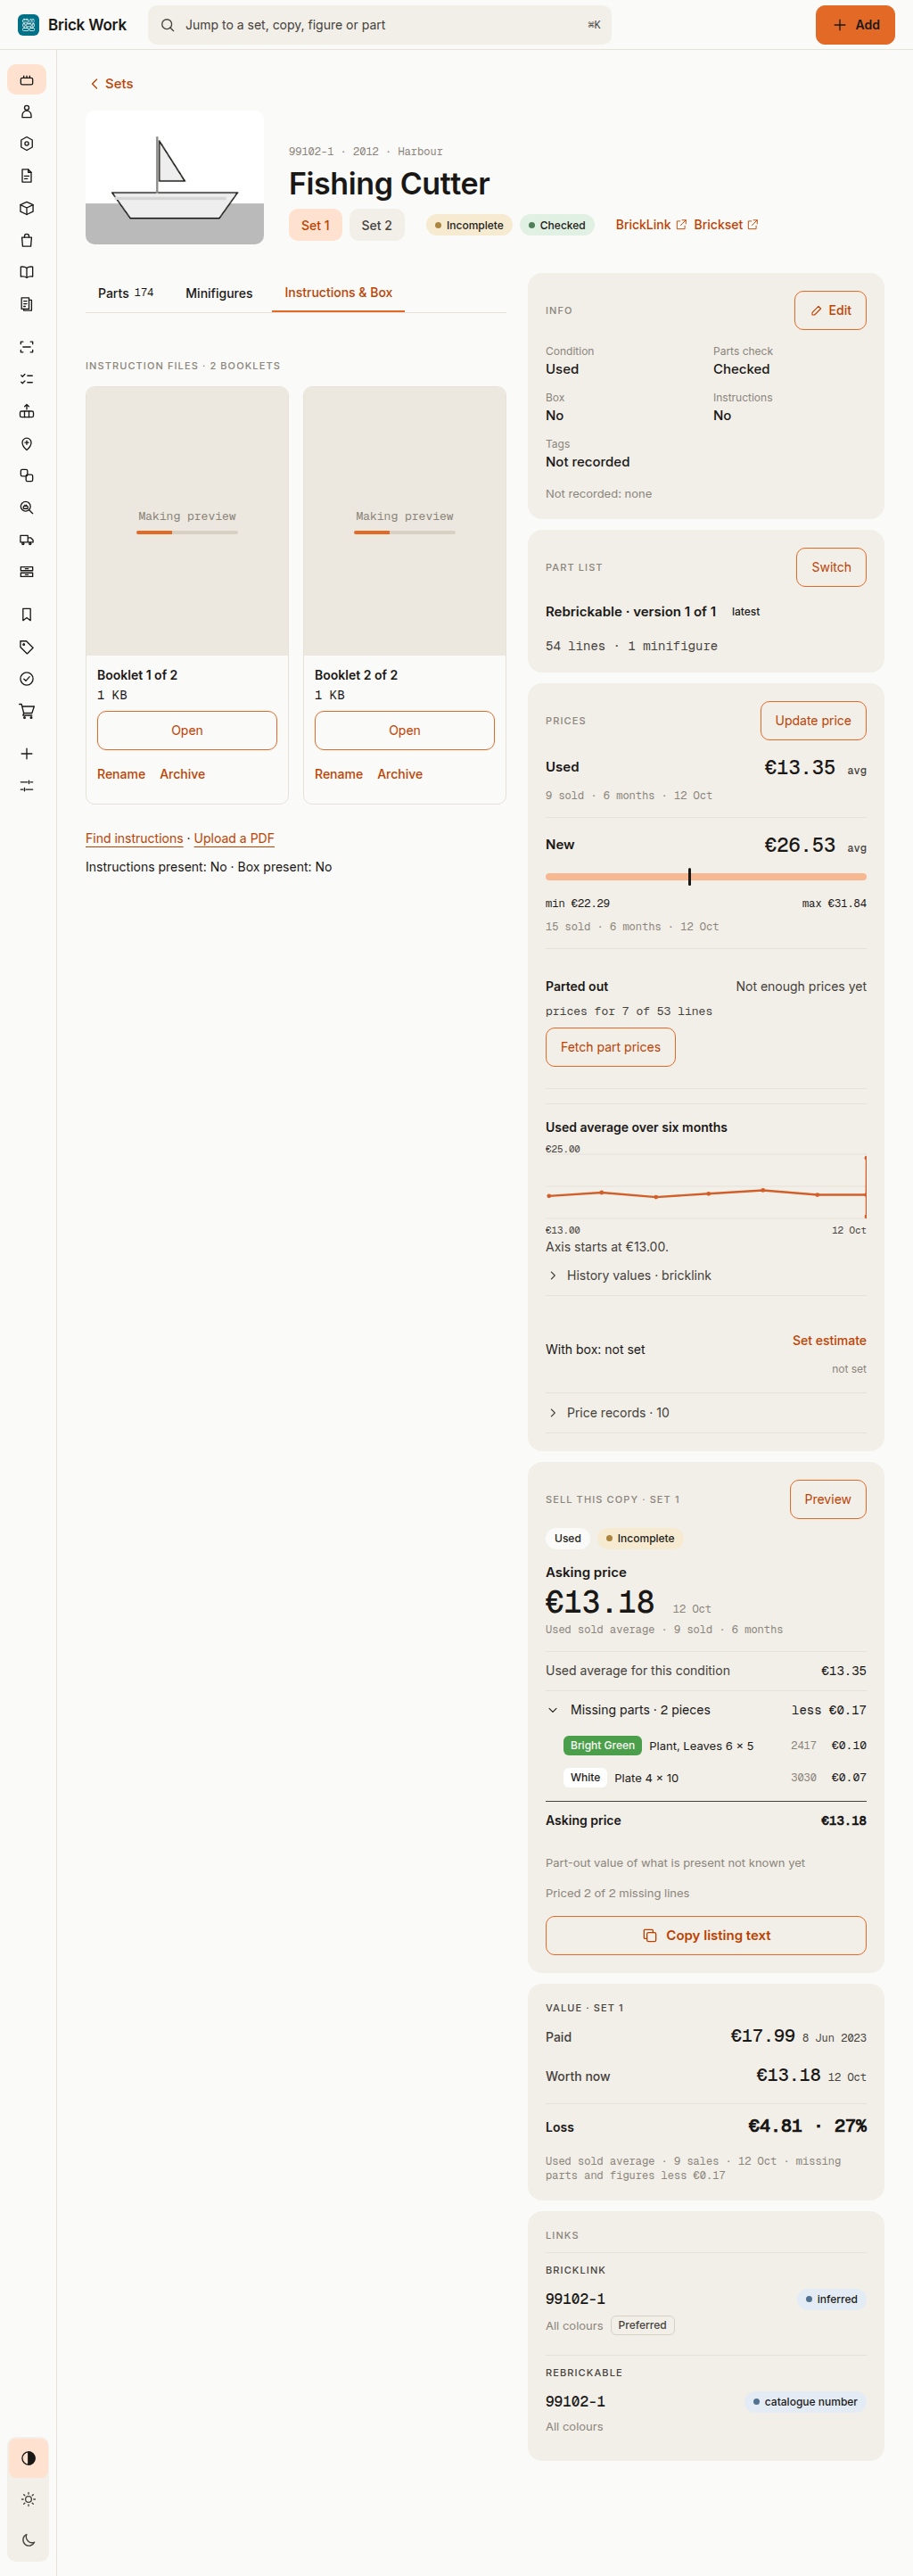 Brick Work
Jump to a set, copy, figure or part
⌘K
Add
Sets
99102-1 · 2012 · Harbour
Fishing Cutter
Set 1
Set 2
Incomplete
Checked
BrickLink
Brickset
Parts 174
Minifigures
Instructions & Box
INSTRUCTION FILES · 2 BOOKLETS
Making preview
Making preview
Booklet 1 of 2
1 KB
Open
Rename
Archive
Booklet 2 of 2
1 KB
Open
Rename
Archive
Find instructions · Upload a PDF
Instructions present: No · Box present: No
INFO
Edit
Condition
Used
Parts check
Checked
Box
No
Instructions
No
Tags
Not recorded
Not recorded: none
PART LIST
Switch
Rebrickable · version 1 of 1
latest
54 lines · 1 minifigure
PRICES
Update price
Used
€13.35 avg
9 sold · 6 months · 12 Oct
New
€26.53 avg
min €22.29
max €31.84
15 sold · 6 months · 12 Oct
Parted out
Not enough prices yet
prices for 7 of 53 lines
Fetch part prices
Used average over six months
€25.00
€13.00
12 Oct
Axis starts at €13.00.
History values · bricklink
With box: not set
Set estimate
not set
Price records · 10
SELL THIS COPY · SET 1
Preview
Used
Incomplete
Asking price
€13.18 12 Oct
Used sold average · 9 sold · 6 months
Used average for this condition
€13.35
Missing parts · 2 pieces
less €0.17
Bright Green Plant, Leaves 6 × 5 2417 €0.10
White Plate 4 × 10 3030 €0.07
Asking price
€13.18
Part-out value of what is present not known yet
Priced 2 of 2 missing lines
Copy listing text
VALUE · SET 1
Paid
€17.99 8 Jun 2023
Worth now
€13.18 12 Oct
Loss
€4.81 · 27%
Used sold average · 9 sales · 12 Oct · missing
parts and figures less €0.17
LINKS
BRICKLINK
99102-1
inferred
All colours
Preferred
REBRICKABLE
99102-1
catalogue number
All colours